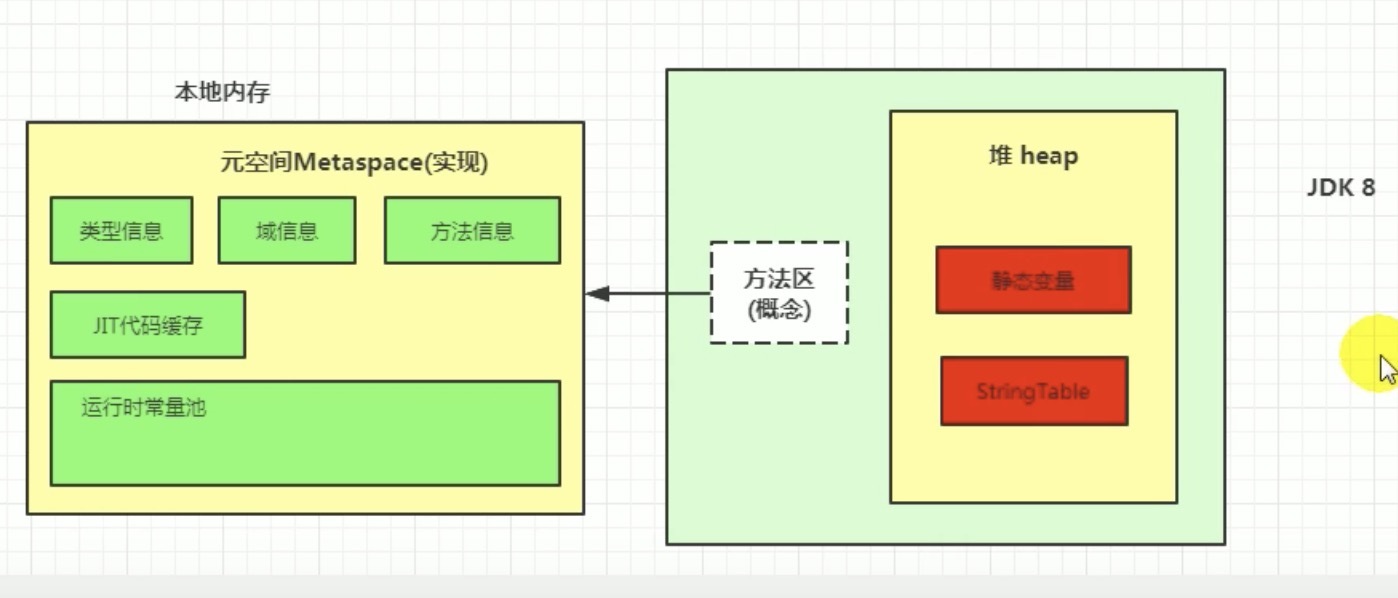 本地内存
元空间Metaspace(实现)
类型信息
域信息
方法信息
JIT代码缓存
运行时常量池
方法区
(概念)
堆 heap
静态变量
StringTable
JDK 8